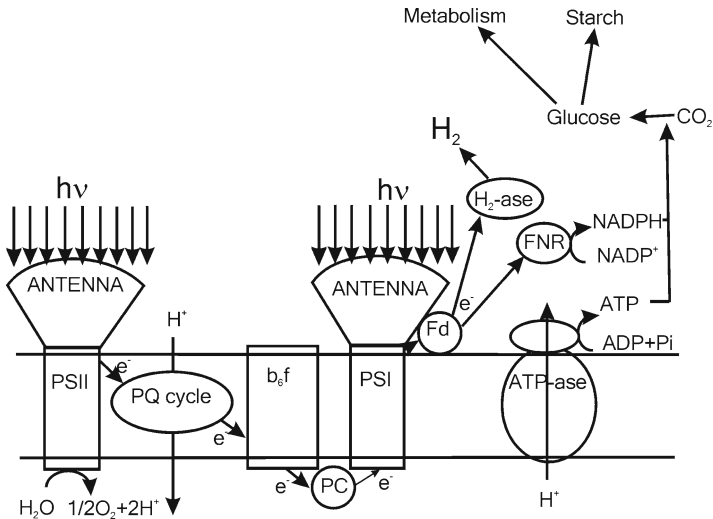 Metabolism
Starch
Glucose
CO₂
H₂
hν
hν
H₂-ase
NADPH
FNR
NADP⁺
ANTENNA
ANTENNA
e⁻
ATP
H⁺
Fd
ADP+Pi
e⁻
PSII
PQ cycle
b₆f
PSI
ATP-ase
e⁻
e⁻
PC
e⁻
H₂O
1/2O₂+2H⁺
H⁺